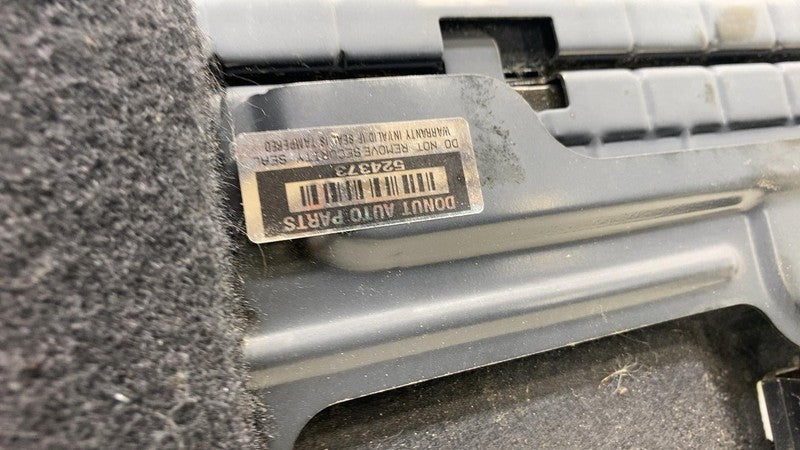 DONUT AUTO PARTS
524373
DO NOT REMOVE SECURITY SEAL
WARRANTY INVALID IF SEAL IS TAMPERED